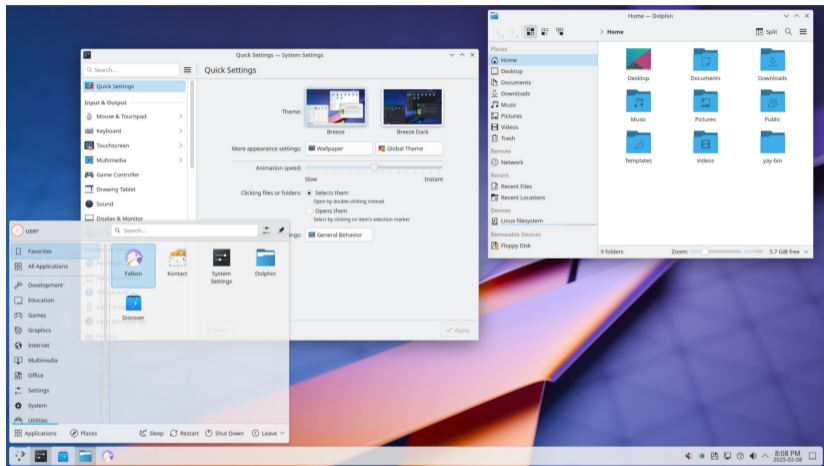 Home — Dolphin
Home
Split
Places
Home
Desktop
Documents
Downloads
Music
Pictures
Videos
Trash
Remote
Network
Recent
Recent Files
Recent Locations
Devices
Linux filesystem
Removable Devices
Floppy Disk
Desktop
Documents
Downloads
Music
Pictures
Public
Templates
Videos
yay-bin
9 folders
Zoom:
5.7 GiB free
Quick Settings — System Settings
Search...
Quick Settings
Quick Settings
Input & Output
Mouse & Touchpad
Keyboard
Touchscreen
Multimedia
Game Controller
Drawing Tablet
Sound
Display & Monitor
Theme:
Breeze
Breeze Dark
More appearance settings:
Wallpaper
Global Theme
Animation speed:
Slow
Instant
Clicking files or folders:
Selects them
Open by double-clicking instead
Opens them
Select by clicking on item's selection marker
General Behavior
Apply
user
Search...
Favorites
All Applications
Development
Education
Games
Graphics
Internet
Multimedia
Office
Settings
System
Utilities
Falkon
Kontact
System
Settings
Dolphin
Discover
Applications
Places
Sleep
Restart
Shut Down
Leave
8:08 PM
2025-02-08